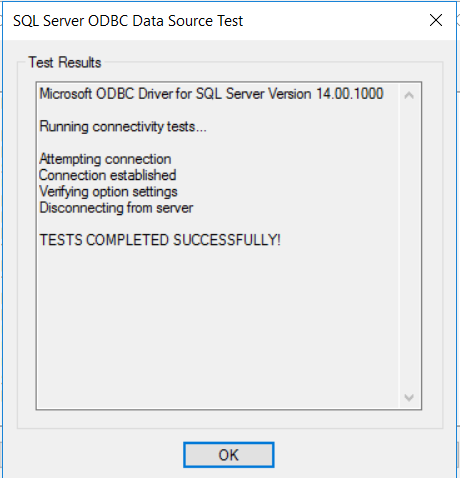 SQL Server ODBC Data Source Test
Test Results
Microsoft ODBC Driver for SQL Server Version 14.00.1000
Running connectivity tests...
Attempting connection
Connection established
Verifying option settings
Disconnecting from server
TESTS COMPLETED SUCCESSFULLY!
OK